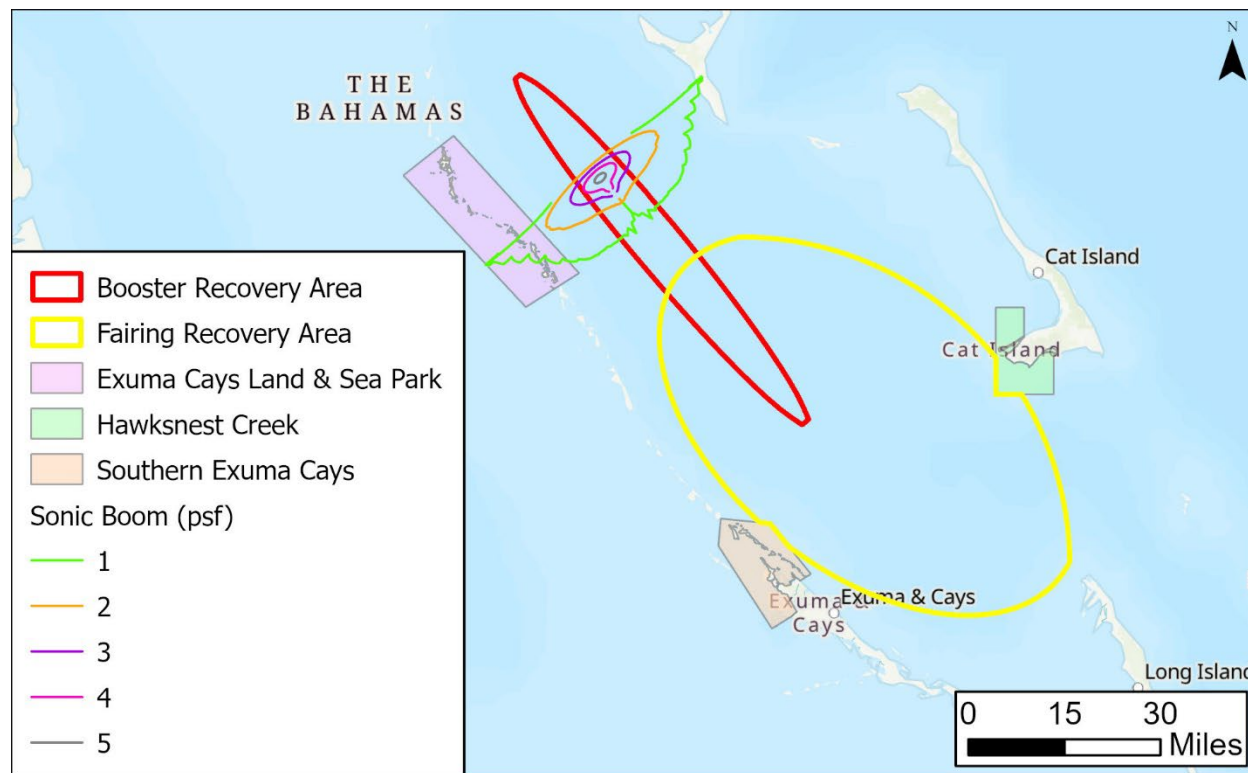 N
THE
BAHAMAS
Cat Island
Cat Island
Exuma & Cays
Exuma &
Cays
Long Island
Booster Recovery Area
Fairing Recovery Area
Exuma Cays Land & Sea Park
Hawksnest Creek
Southern Exuma Cays
Sonic Boom (psf)
1
2
3
4
5
0 15 30
Miles